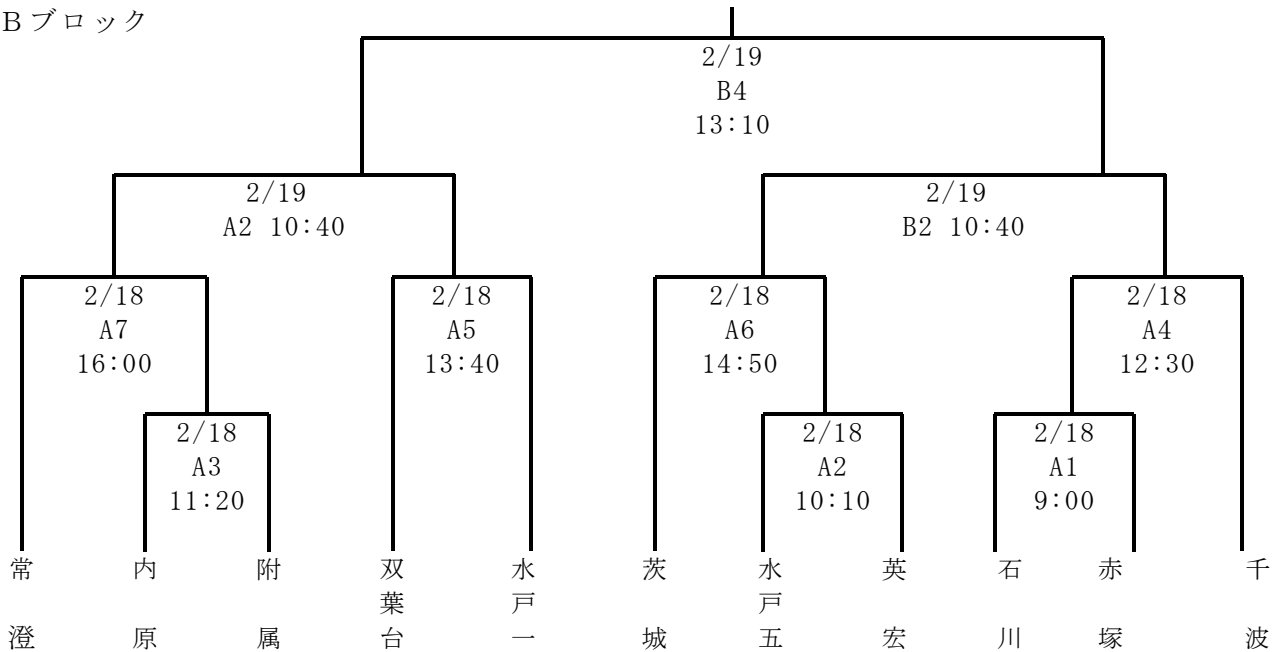 Bブロック
2/19
B4
13:10
2/19
A2 10:40
2/19
B2 10:40
2/18
A7
16:00
2/18
A5
13:40
2/18
A6
14:50
2/18
A4
12:30
2/18
A3
11:20
2/18
A2
10:10
2/18
A1
9:00
常澄
内原
附属
双葉台
水戸一
茨城
水戸五
英宏
石川
赤塚
千波